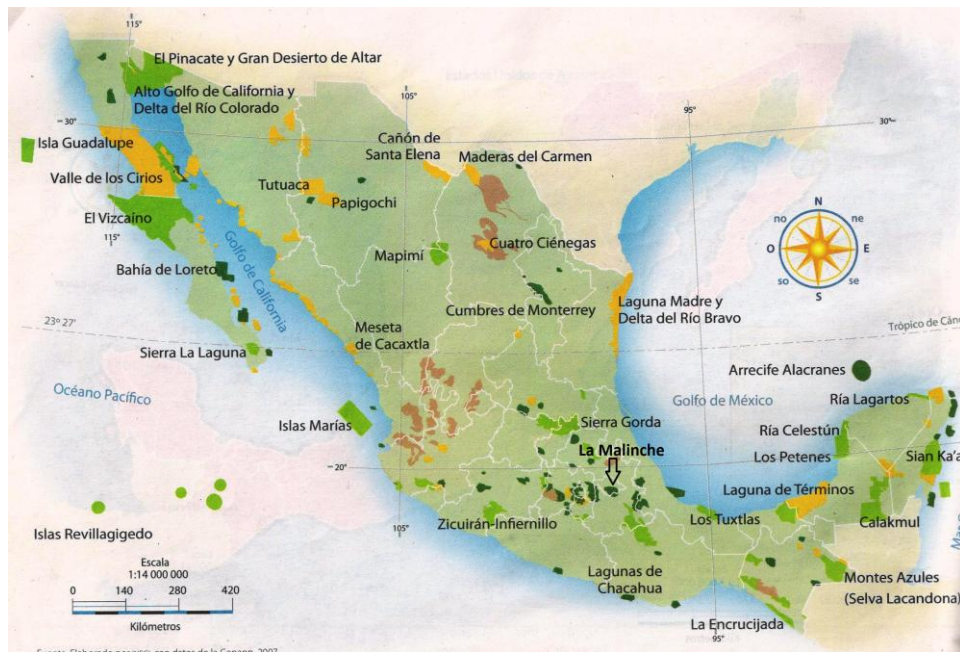 115°
El Pinacate y Gran Desierto de Altar
Alto Golfo de California y
Delta del Río Colorado
105°
95°
30°
30°
Isla Guadalupe
Cañón de
Santa Elena
Maderas del Carmen
Valle de los Cirios
Tutuaca
Papigochi
El Vizcaíno
115°
Golfo de California
Mapimí
Cuatro Ciénegas
N
no
ne
O
E
so
se
S
Bahía de Loreto
Cumbres de Monterrey
Laguna Madre y
Delta del Río Bravo
23° 27'
Meseta
de Cacaxtla
Trópico de Cánc
Sierra La Laguna
Arrecife Alacranes
Océano Pacífico
Golfo de México
Ría Lagartos
Islas Marías
Sierra Gorda
Ría Celestún
La Malinche
Los Petenes
Sian Ka'a
20°
Laguna de Términos
Zicuirán-Infiernillo
Los Tuxtlas
Calakmul
105°
Islas Revillagigedo
Mar
Escala
1:14 000 000
0 140 280 420
Kilómetros
Lagunas de
Chacahua
Montes Azules
(Selva Lacandona)
La Encrucijada
95°